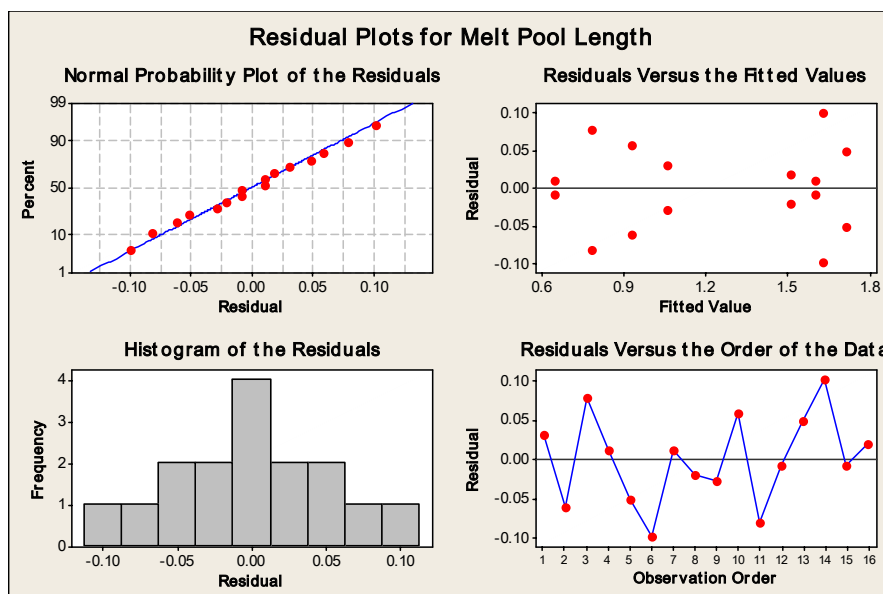 Residual Plots for Melt Pool Length
Normal Probability Plot of the Residuals
99
90
50
10
1
Percent
-0.10 -0.05 0.00 0.05 0.10
Residual
Residuals Versus the Fitted Values
0.10
0.05
0.00
-0.05
-0.10
Residual
0.6 0.9 1.2 1.5 1.8
Fitted Value
Histogram of the Residuals
4
3
2
1
0
Frequency
-0.10 -0.05 0.00 0.05 0.10
Residual
Residuals Versus the Order of the Data
0.10
0.05
0.00
-0.05
-0.10
Residual
1 2 3 4 5 6 7 8 9 10 11 12 13 14 15 16
Observation Order